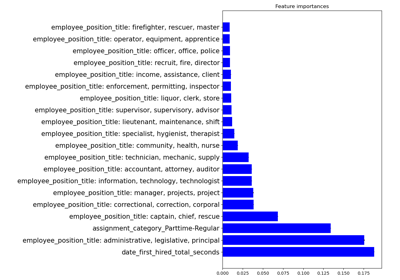 Feature importances
employee_position_title: firefighter, rescuer, master
employee_position_title: operator, equipment, apprentice
employee_position_title: officer, office, police
employee_position_title: recruit, fire, director
employee_position_title: income, assistance, client
employee_position_title: enforcement, permitting, inspector
employee_position_title: liquor, clerk, store
employee_position_title: supervisor, supervisory, advisor
employee_position_title: lieutenant, maintenance, shift
employee_position_title: specialist, hygienist, therapist
employee_position_title: community, health, nurse
employee_position_title: technician, mechanic, supply
employee_position_title: accountant, attorney, auditor
employee_position_title: information, technology, technologist
employee_position_title: manager, projects, project
employee_position_title: correctional, correction, corporal
employee_position_title: captain, chief, rescue
assignment_category_Parttime-Regular
employee_position_title: administrative, legislative, principal
date_first_hired_total_seconds
0.000 0.025 0.050 0.075 0.100 0.125 0.150 0.175